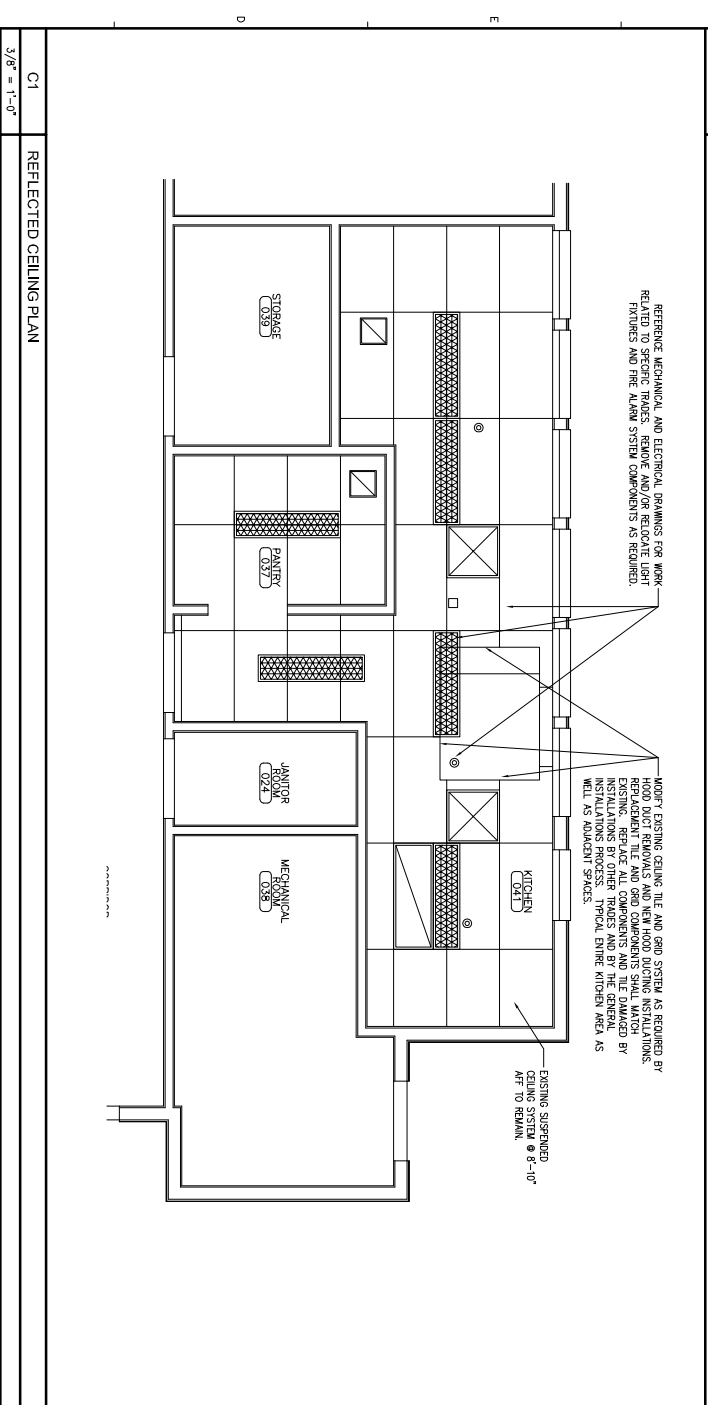 REFERENCE MECHANICAL AND ELECTRICAL DRAWINGS FOR WORK
RELATED TO SPECIFIC TRADES. REMOVE AND/OR RELOCATE LIGHT
FIXTURES AND FIRE ALARM SYSTEM COMPONENTS AS REQUIRED.
MODIFY EXISTING CEILING TILE AND GRID SYSTEM AS REQUIRED BY
HOOD DUCT REMOVALS AND NEW HOOD DUCTING INSTALLATIONS.
REPLACEMENT TILE AND GRID COMPONENTS SHALL MATCH
EXISTING. REPLACE ALL COMPONENTS AND TILE DAMAGED BY
INSTALLATIONS BY OTHER TRADES AND BY THE GENERAL
INSTALLATIONS PROCESS. TYPICAL ENTIRE KITCHEN AREA AS
WELL AS ADJACENT SPACES.
EXISTING SUSPENDED
CEILING SYSTEM @ 8'-10"
AFF TO REMAIN.
E
KITCHEN
041
STORAGE
039
PANTRY
037
JANITOR
ROOM
024
MECHANICAL
ROOM
038
D
C1
REFLECTED CEILING PLAN
3/8" = 1'-0"